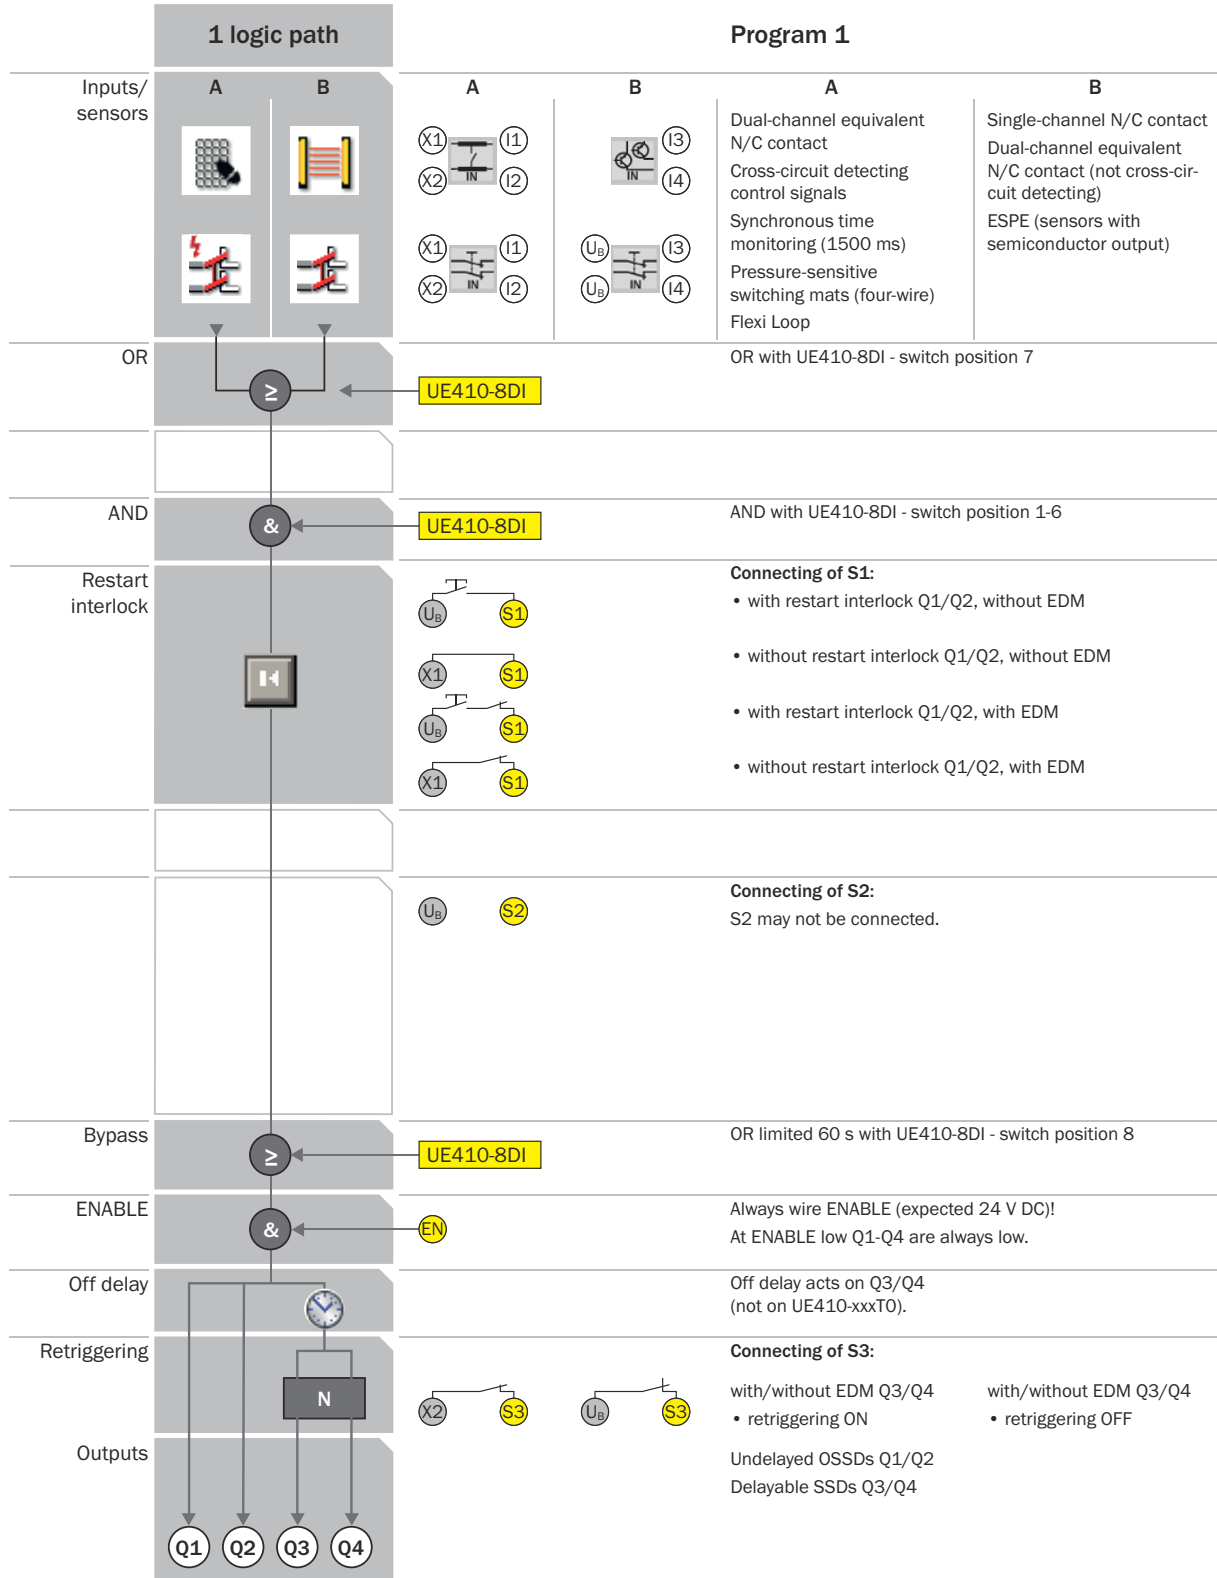 1 logic path
Program 1
Inputs/
sensors
A
B
A
B
A
B
X1
I1
X2
I2
IN
I3
I4
IN
X1
I1
X2
I2
IN
UB
I3
UB
I4
IN
Dual-channel equivalent
N/C contact
Cross-circuit detecting
control signals
Synchronous time
monitoring (1500 ms)
Pressure-sensitive
switching mats (four-wire)
Flexi Loop
Single-channel N/C contact
Dual-channel equivalent
N/C contact (not cross-cir-
cuit detecting)
ESPE (sensors with
semiconductor output)
OR
≥
UE410-8DI
OR with UE410-8DI - switch position 7
AND
&
UE410-8DI
AND with UE410-8DI - switch position 1-6
Restart
interlock
UB
S1
X1
S1
UB
S1
X1
S1
Connecting of S1:
• with restart interlock Q1/Q2, without EDM
• without restart interlock Q1/Q2, without EDM
• with restart interlock Q1/Q2, with EDM
• without restart interlock Q1/Q2, with EDM
UB
S2
Connecting of S2:
S2 may not be connected.
Bypass
≥
UE410-8DI
OR limited 60 s with UE410-8DI - switch position 8
ENABLE
&
EN
Always wire ENABLE (expected 24 V DC)!
At ENABLE low Q1-Q4 are always low.
Off delay
Off delay acts on Q3/Q4
(not on UE410-xxxT0).
Retriggering
N
X2
S3
UB
S3
Connecting of S3:
with/without EDM Q3/Q4
• retriggering ON
with/without EDM Q3/Q4
• retriggering OFF
Outputs
Undelayed OSSDs Q1/Q2
Delayable SSDs Q3/Q4
Q1
Q2
Q3
Q4